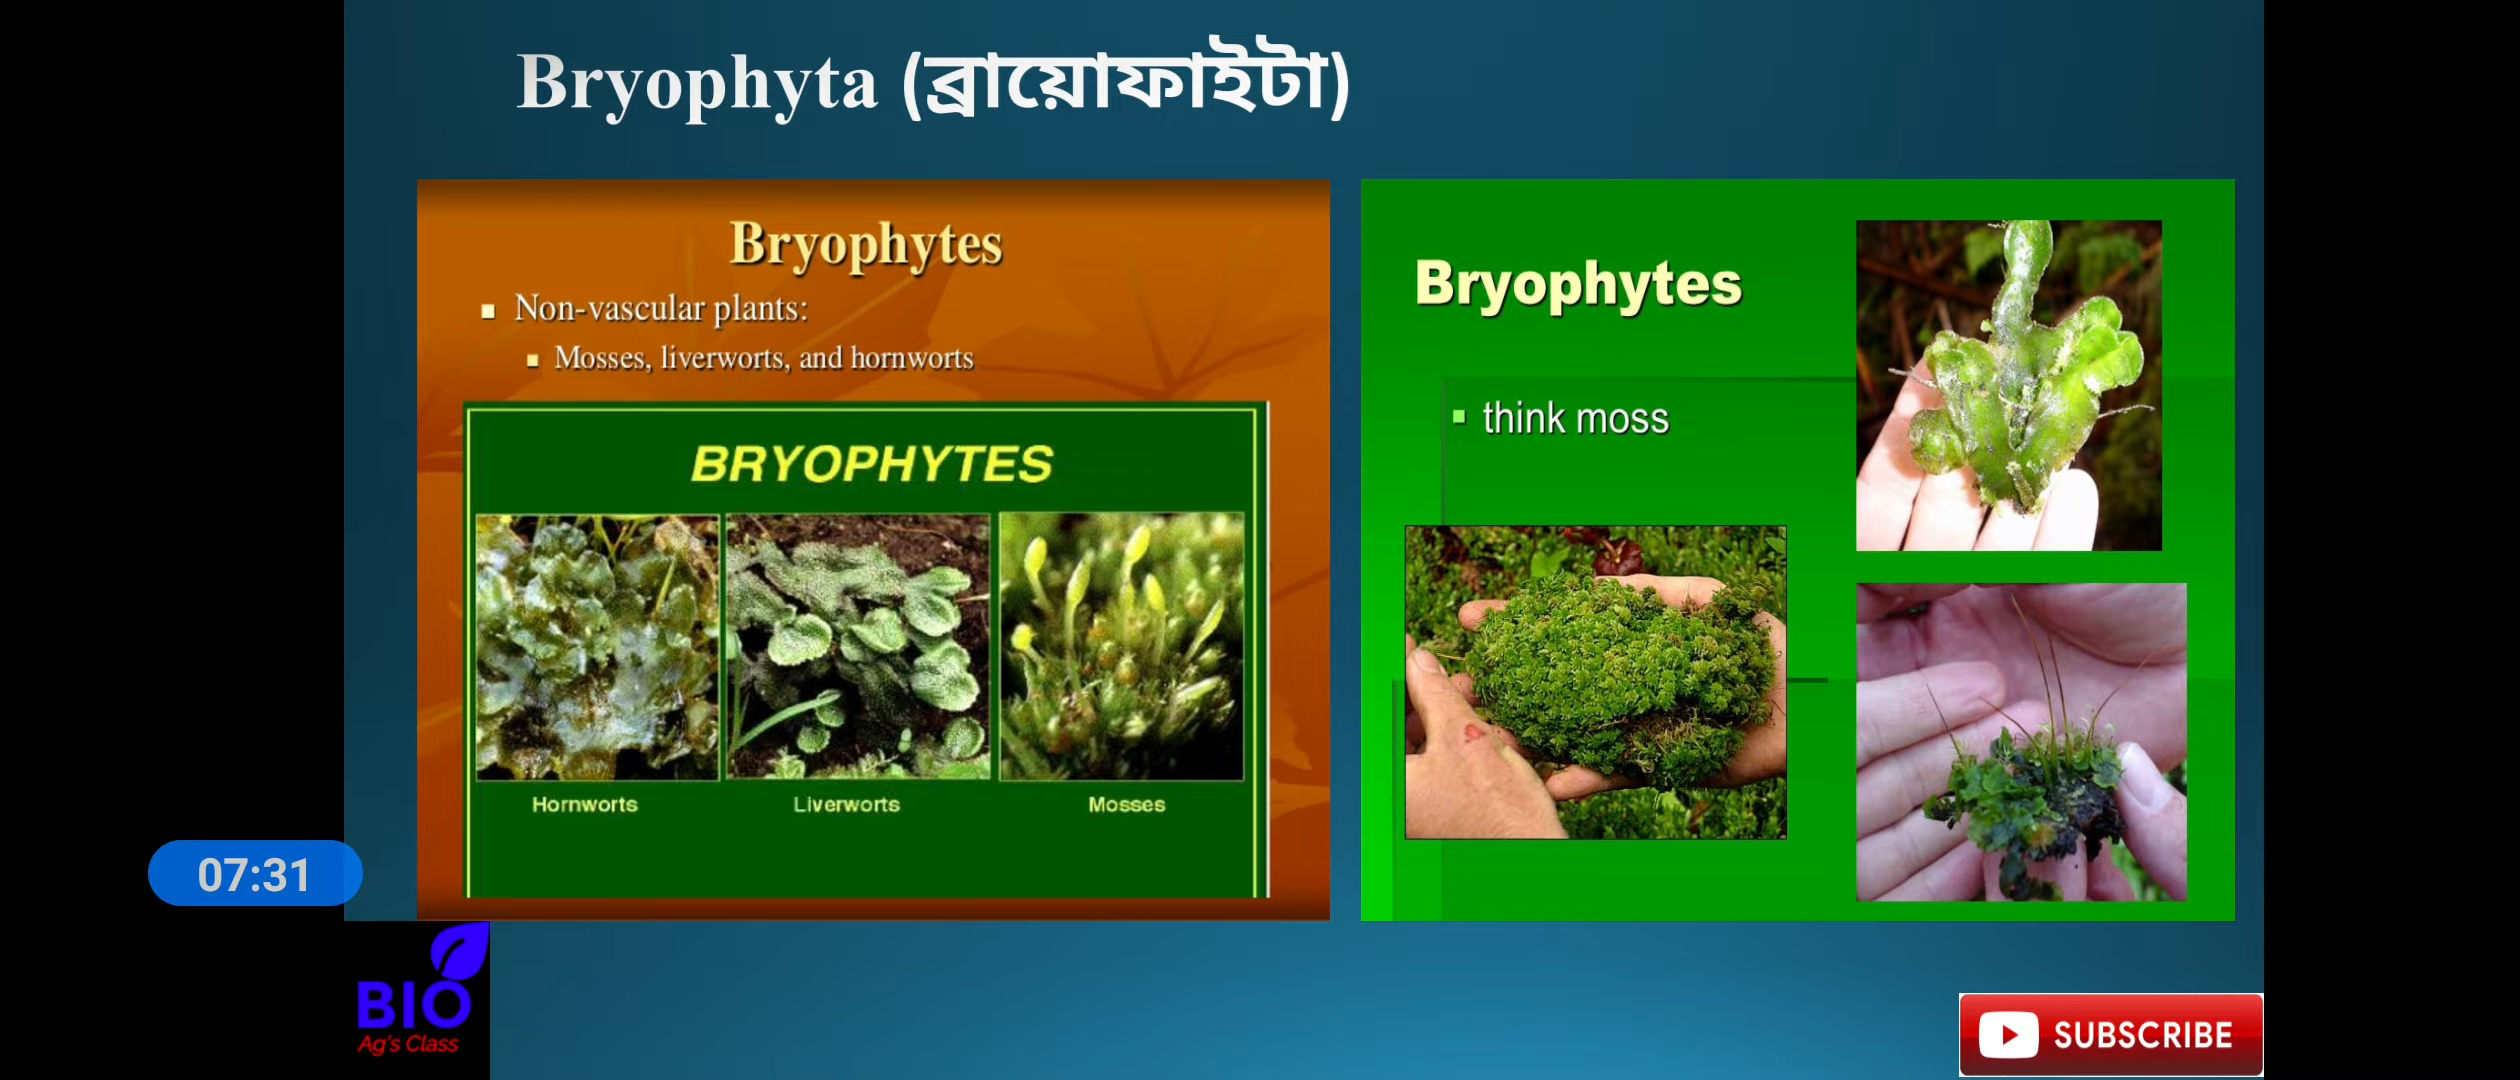 Bryophyta (ব্রায়োফাইটা)
Bryophytes
Non-vascular plants:
Mosses, liverworts, and hornworts
BRYOPHYTES
Hornworts
Liverworts
Mosses
Bryophytes
think moss
07:31
BIO
Ag's Class
SUBSCRIBE